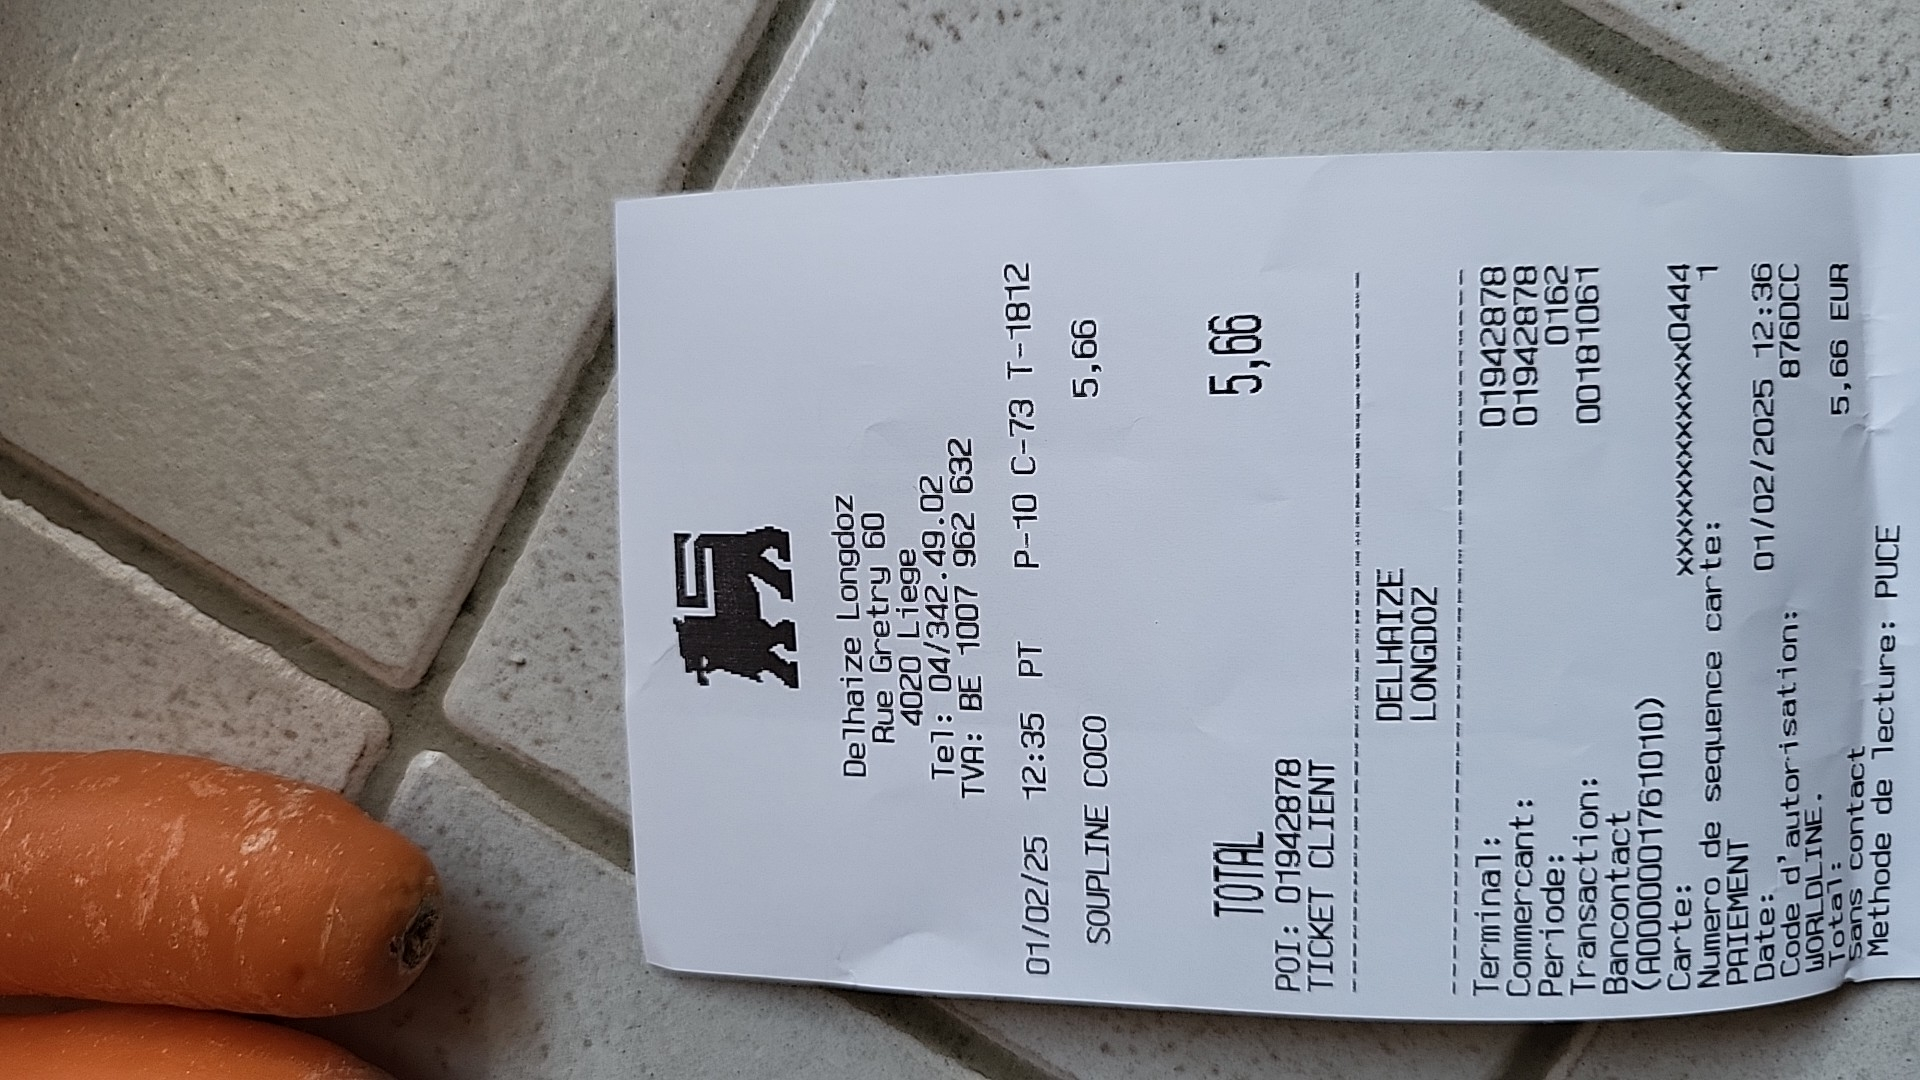 Delhaize Longdoz
Rue Gretry 60
4020 Liege
Tel: 04/342.49.02
TVA: BE 1007 962 632
01/02/25 12:35 PT P-10 C-73 T-1812
SOUPLINE COCO 5,66
TOTAL 5,66
POI: 01942878
TICKET CLIENT
DELHAIZE
LONGDOZ
Terminal: 01942878
Commercant: 01942878
Periode: 0162
Transaction: 00181061
Bancontact
(A0000001761010)
Carte: xxxxxxxxxxxx0444
Numero de sequence carte: 1
PAIEMENT
Date: 01/02/2025 12:36
Code d'autorisation: 876DCC
WORLDLINE.
Total: 5,66 EUR
Sans contact
Methode de lecture: PUCE